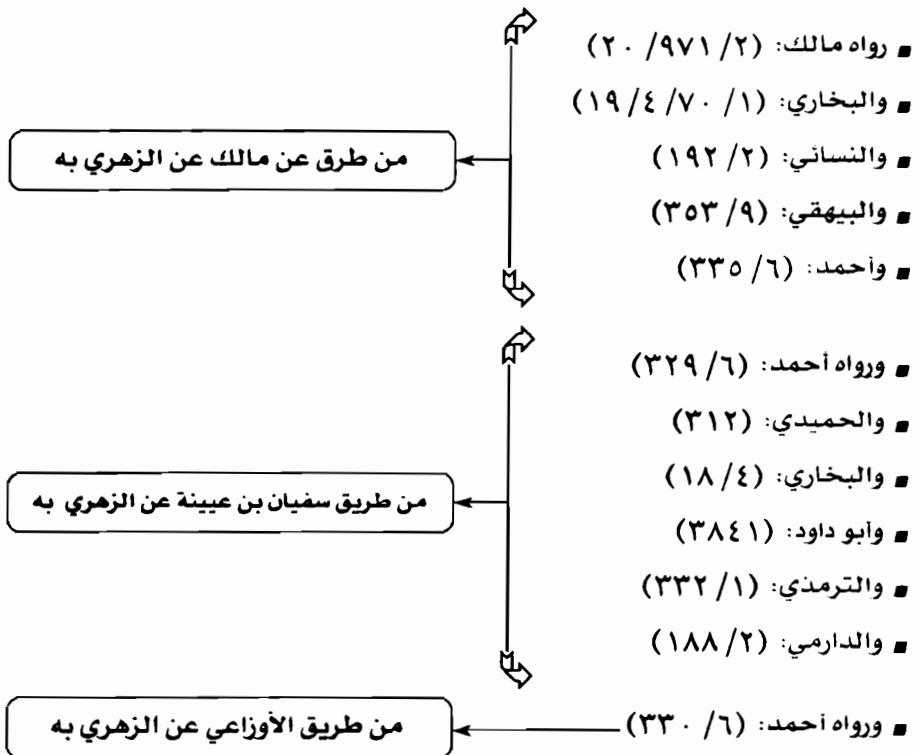 رواه مالك: (٢/ ٩٧١/ ٢٠)
والبخاري: (١/ ٧٠/ ٤/ ١٩)
والنسائي: (٢/ ١٩٢)
والبيهقي: (٩/ ٣٥٣)
وأحمد: (٦/ ٣٣٥)
من طرق عن مالك عن الزهري به
ورواه أحمد: (٦/ ٣٢٩)
والحميدي: (٣١٢)
والبخاري: (٤/ ١٨)
وأبو داود: (٣٨٤١)
والترمذي: (١/ ٣٣٢)
والدارمي: (٢/ ١٨٨)
من طريق سفيان بن عيينة عن الزهري به
ورواه أحمد: (٦/ ٣٣٠)
من طريق الأوزاعي عن الزهري به